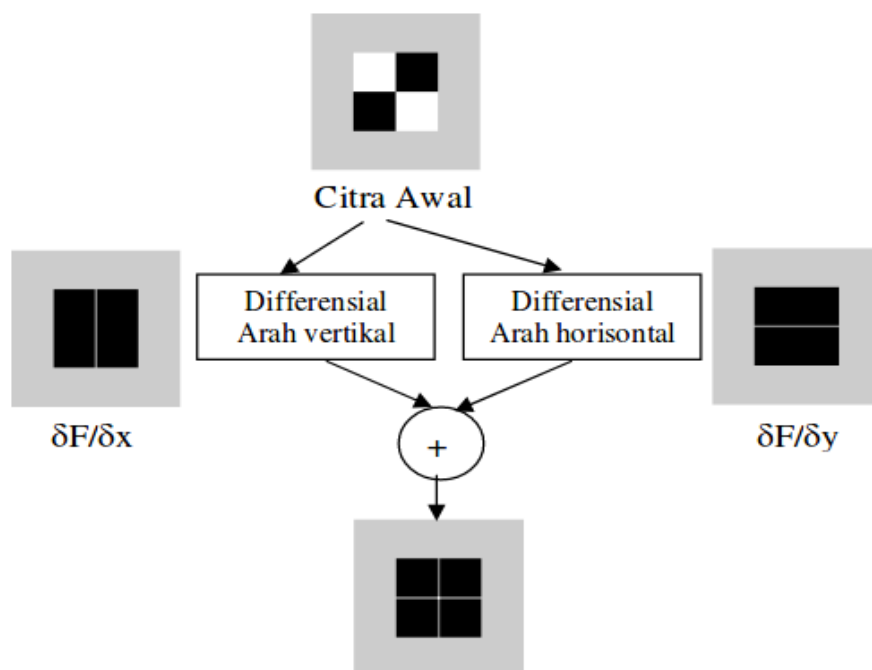 Citra Awal
Differensial
Arah vertikal
Differensial
Arah horisontal
δF/δx
δF/δy
+